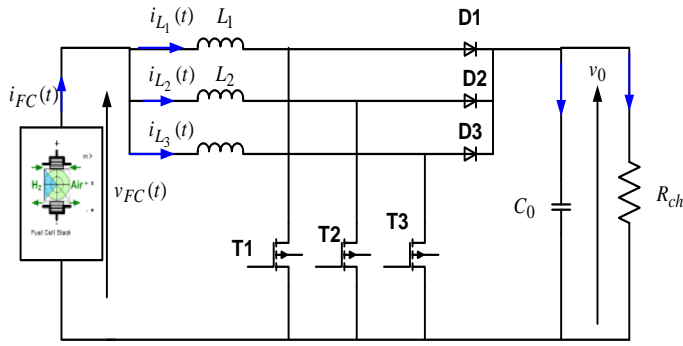 i_{L_1}(t) L_1 D1
i_{L_2}(t) L_2 D2
i_{L_3}(t) D3
i_{FC}(t)
v_{FC}(t)
v_0
H_2 Air
Fuel Cell Stack
T1 T2 T3
C_0
R_{ch}
+
-